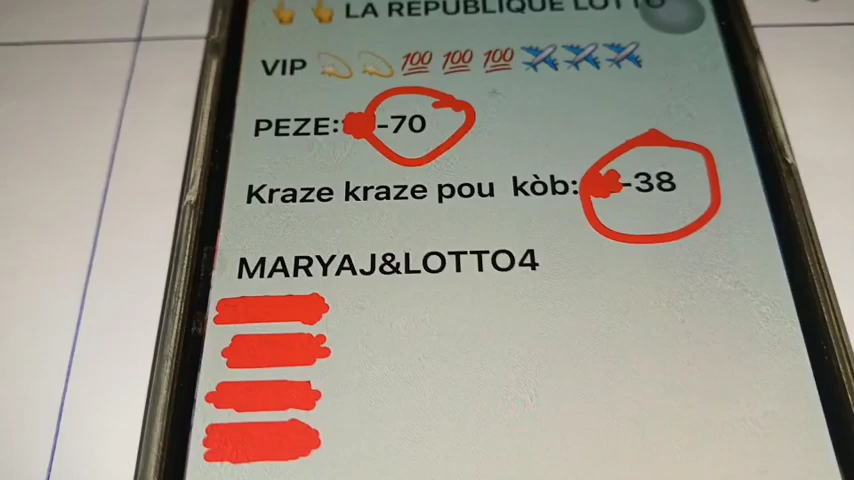 👆 👆 LA REPUBLIQUE LOTTO
VIP 💫 💫 💯 💯 💯 ✈️✈️✈️
PEZE: -70
Kraze kraze pou kòb: -38
MARYAJ&LOTTO4